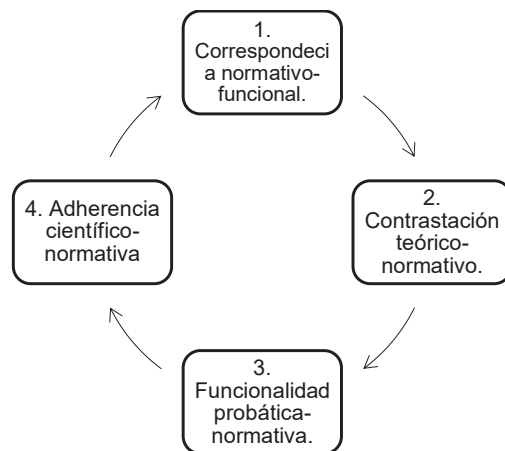 1.
Correspondeci
a normativo-
funcional.
2.
Contrastación
teórico-
normativo.
3.
Funcionalidad
probática-
normativa.
4. Adherencia
científico-
normativa